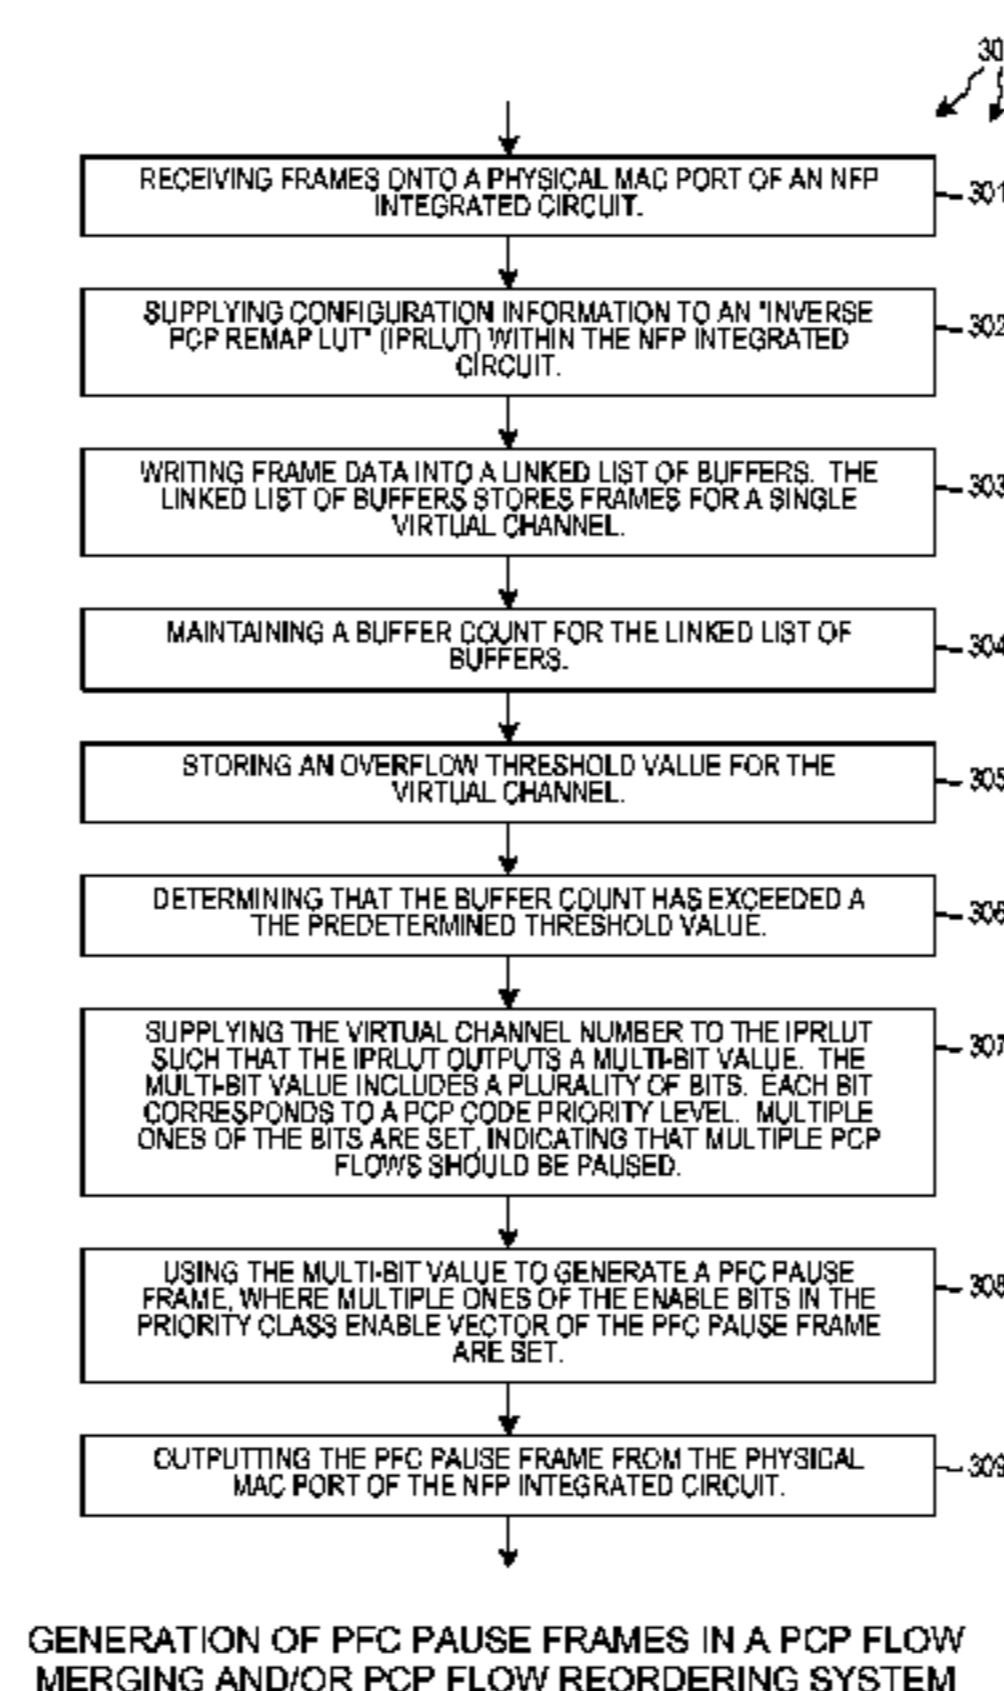 30
RECEIVING FRAMES ONTO A PHYSICAL MAC PORT OF AN NFP
INTEGRATED CIRCUIT.
301
SUPPLYING CONFIGURATION INFORMATION TO AN "INVERSE
PCP REMAP LUT" (IPRLUT) WITHIN THE NFP INTEGRATED
CIRCUIT.
302
WRITING FRAME DATA INTO A LINKED LIST OF BUFFERS. THE
LINKED LIST OF BUFFERS STORES FRAMES FOR A SINGLE
VIRTUAL CHANNEL.
303
MAINTAINING A BUFFER COUNT FOR THE LINKED LIST OF
BUFFERS.
304
STORING AN OVERFLOW THRESHOLD VALUE FOR THE
VIRTUAL CHANNEL.
305
DETERMINING THAT THE BUFFER COUNT HAS EXCEEDED A
THE PREDETERMINED THRESHOLD VALUE.
306
SUPPLYING THE VIRTUAL CHANNEL NUMBER TO THE IPRLUT
SUCH THAT THE IPRLUT OUTPUTS A MULTI-BIT VALUE. THE
MULTI-BIT VALUE INCLUDES A PLURALITY OF BITS. EACH BIT
CORRESPONDS TO A PCP CODE PRIORITY LEVEL. MULTIPLE
ONES OF THE BITS ARE SET, INDICATING THAT MULTIPLE PCP
FLOWS SHOULD BE PAUSED.
307
USING THE MULTI-BIT VALUE TO GENERATE A PFC PAUSE
FRAME, WHERE MULTIPLE ONES OF THE ENABLE BITS IN THE
PRIORITY CLASS ENABLE VECTOR OF THE PFC PAUSE FRAME
ARE SET.
308
OUTPUTTING THE PFC PAUSE FRAME FROM THE PHYSICAL
MAC PORT OF THE NFP INTEGRATED CIRCUIT.
309
GENERATION OF PFC PAUSE FRAMES IN A PCP FLOW
MERGING AND/OR PCP FLOW REORDERING SYSTEM